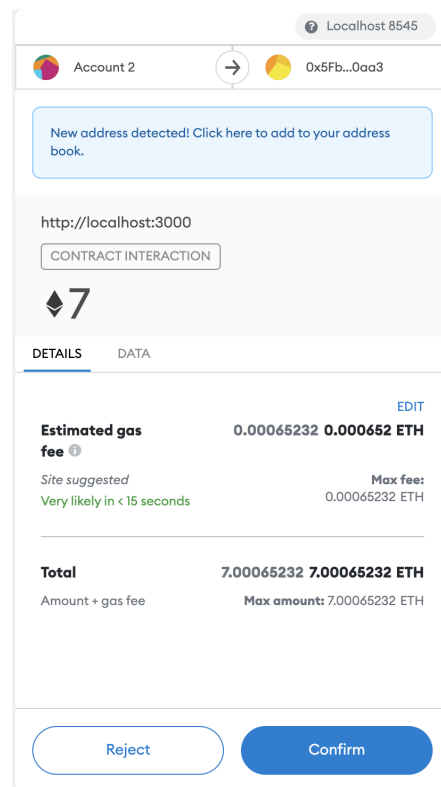 Localhost 8545
Account 2
0x5Fb...0aa3
New address detected! Click here to add to your address
book.
http://localhost:3000
CONTRACT INTERACTION
7
DETAILS DATA
EDIT
Estimated gas 0.00065232 0.000652 ETH
fee
Site suggested Max fee:
Very likely in < 15 seconds 0.00065232 ETH
Total 7.00065232 7.00065232 ETH
Amount + gas fee Max amount: 7.00065232 ETH
Reject Confirm